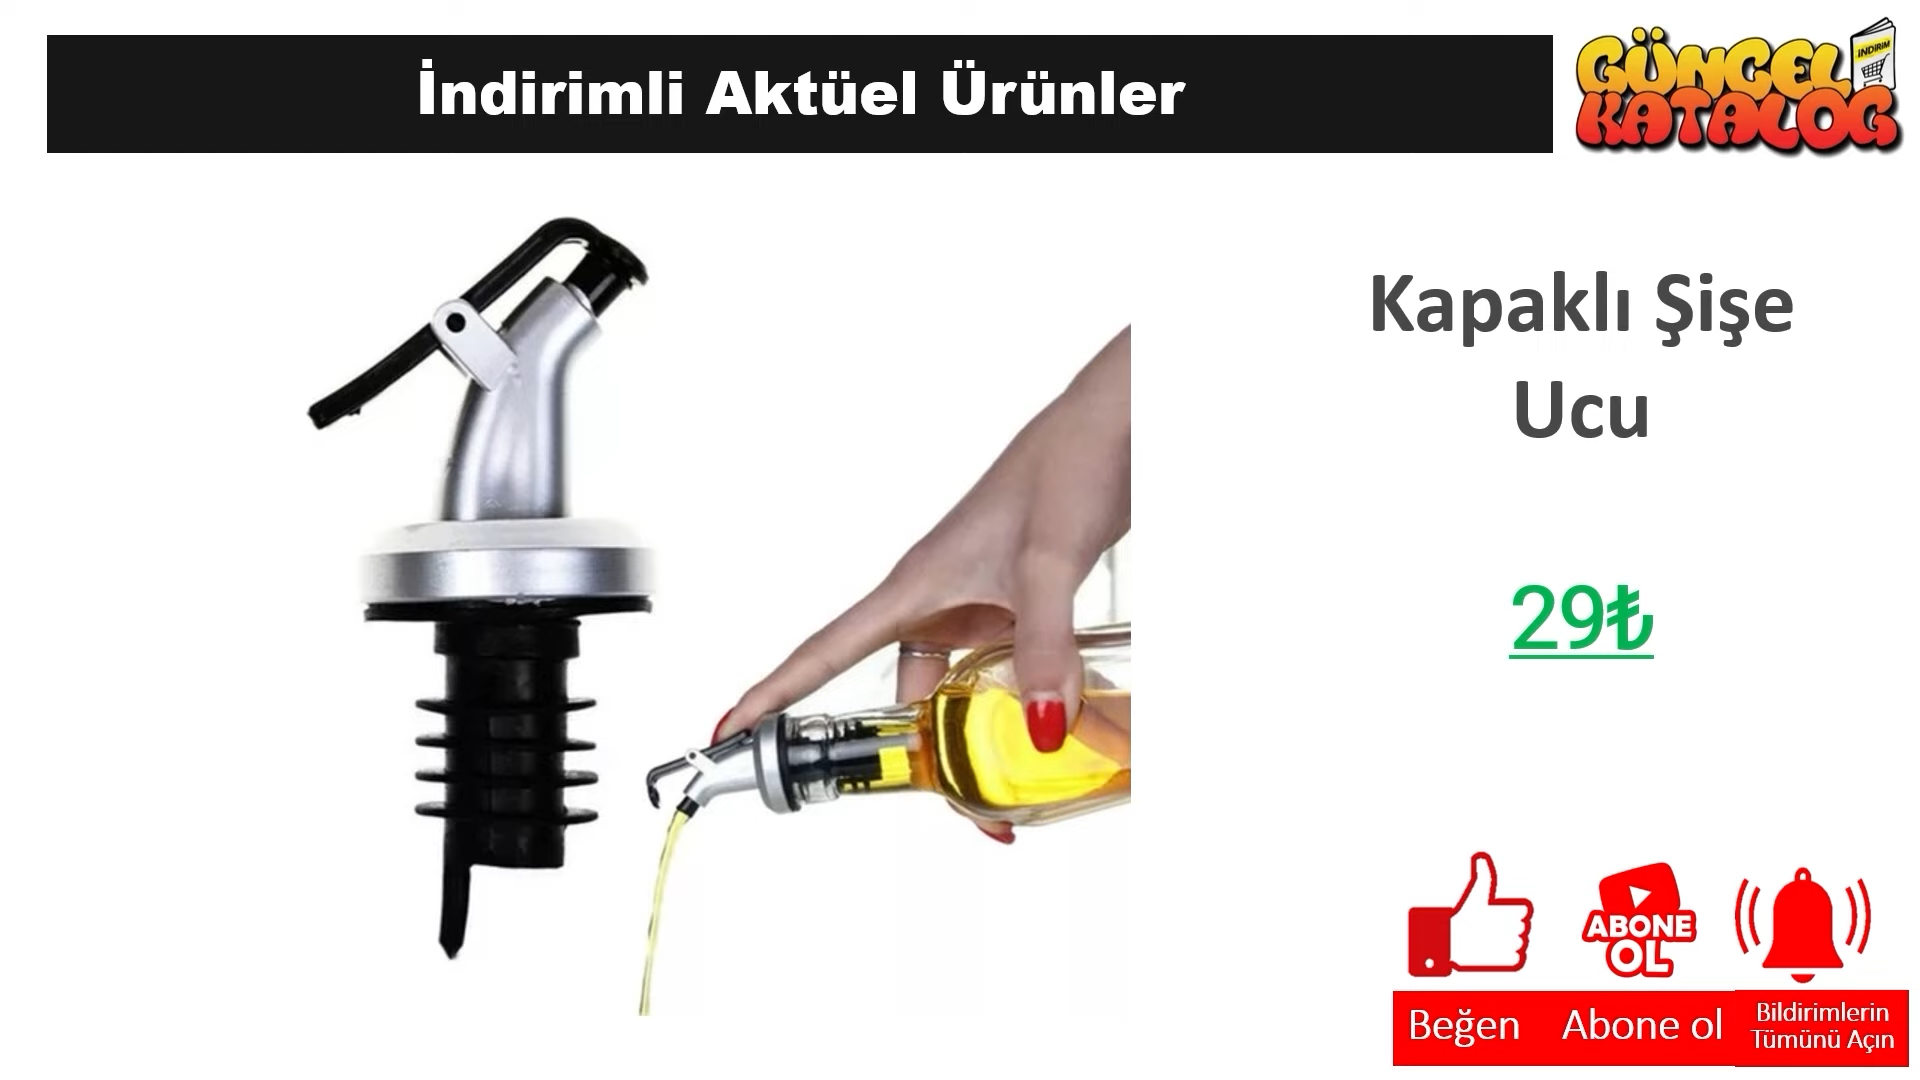 İndirimli Aktüel Ürünler
GÜNCEL
KATALOG
İNDİRİM
Kapaklı Şişe
Ucu
29₺
ABONE
OL
Beğen
Abone ol
Bildirimlerin
Tümünü Açın